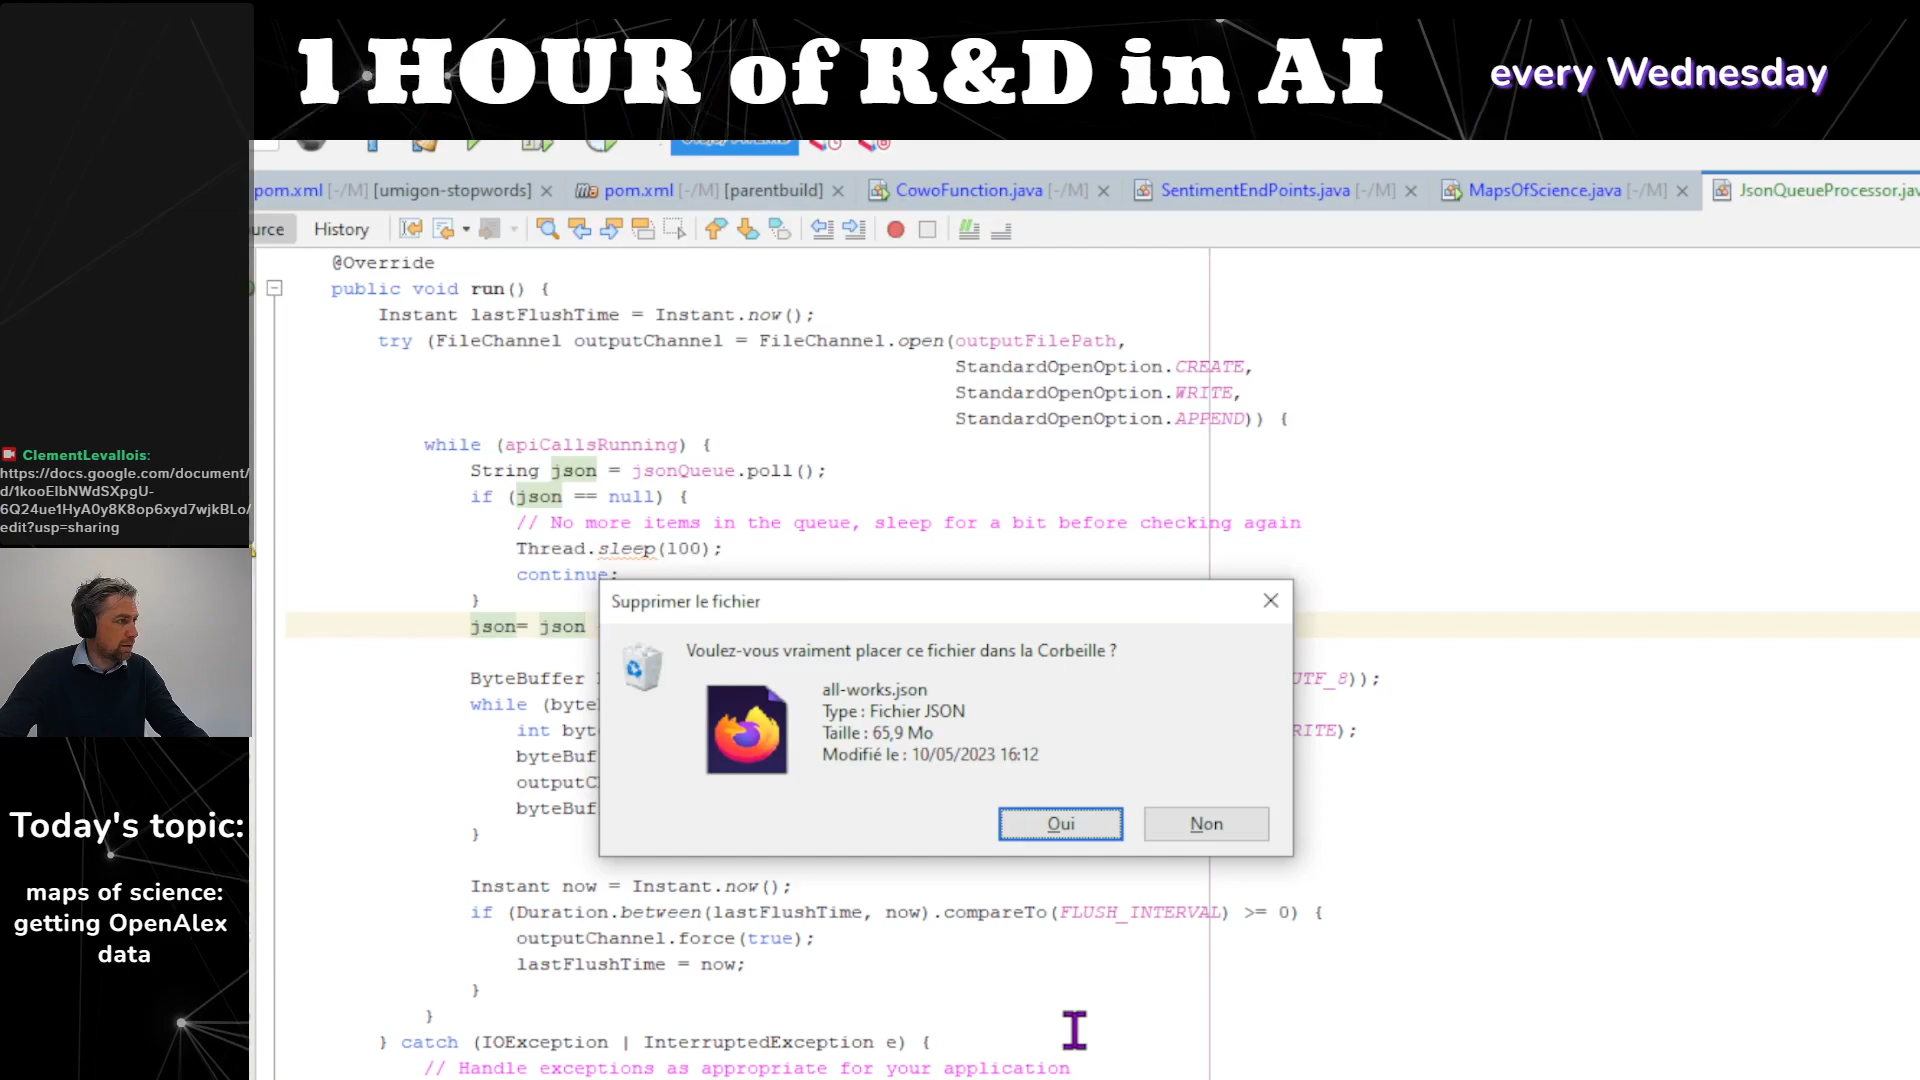 1 HOUR of R&D in AI
every Wednesday
pom.xml [-/M] [umigon-stopwords]
pom.xml [-/M] [parentbuild]
CowoFunction.java [-/M]
SentimentEndPoints.java [-/M]
MapsOfScience.java [-/M]
JsonQueueProcessor.jav
urce
History
@Override
public void run() {
Instant lastFlushTime = Instant.now();
try (FileChannel outputChannel = FileChannel.open(outputFilePath,
StandardOpenOption.CREATE,
StandardOpenOption.WRITE,
StandardOpenOption.APPEND)) {
while (apiCallsRunning) {
String json = jsonQueue.poll();
if (json == null) {
// No more items in the queue, sleep for a bit before checking again
Thread.sleep(100);
continue;
}
json= json
ByteBuffer
UTF_8));
while (byte
int byt
RITE);
byteBuf
outputC
byteBuf
}
Instant now = Instant.now();
if (Duration.between(lastFlushTime, now).compareTo(FLUSH_INTERVAL) >= 0) {
outputChannel.force(true);
lastFlushTime = now;
}
}
} catch (IOException | InterruptedException e) {
// Handle exceptions as appropriate for your application
Supprimer le fichier
Voulez-vous vraiment placer ce fichier dans la Corbeille ?
all-works.json
Type : Fichier JSON
Taille : 65,9 Mo
Modifié le : 10/05/2023 16:12
Oui
Non
ClementLevallois:
https://docs.google.com/document/
d/1kooElbNWdSXpgU-
6Q24ue1HyA0y8K8op6xyd7wjkBLo/
edit?usp=sharing
Today's topic:
maps of science:
getting OpenAlex
data